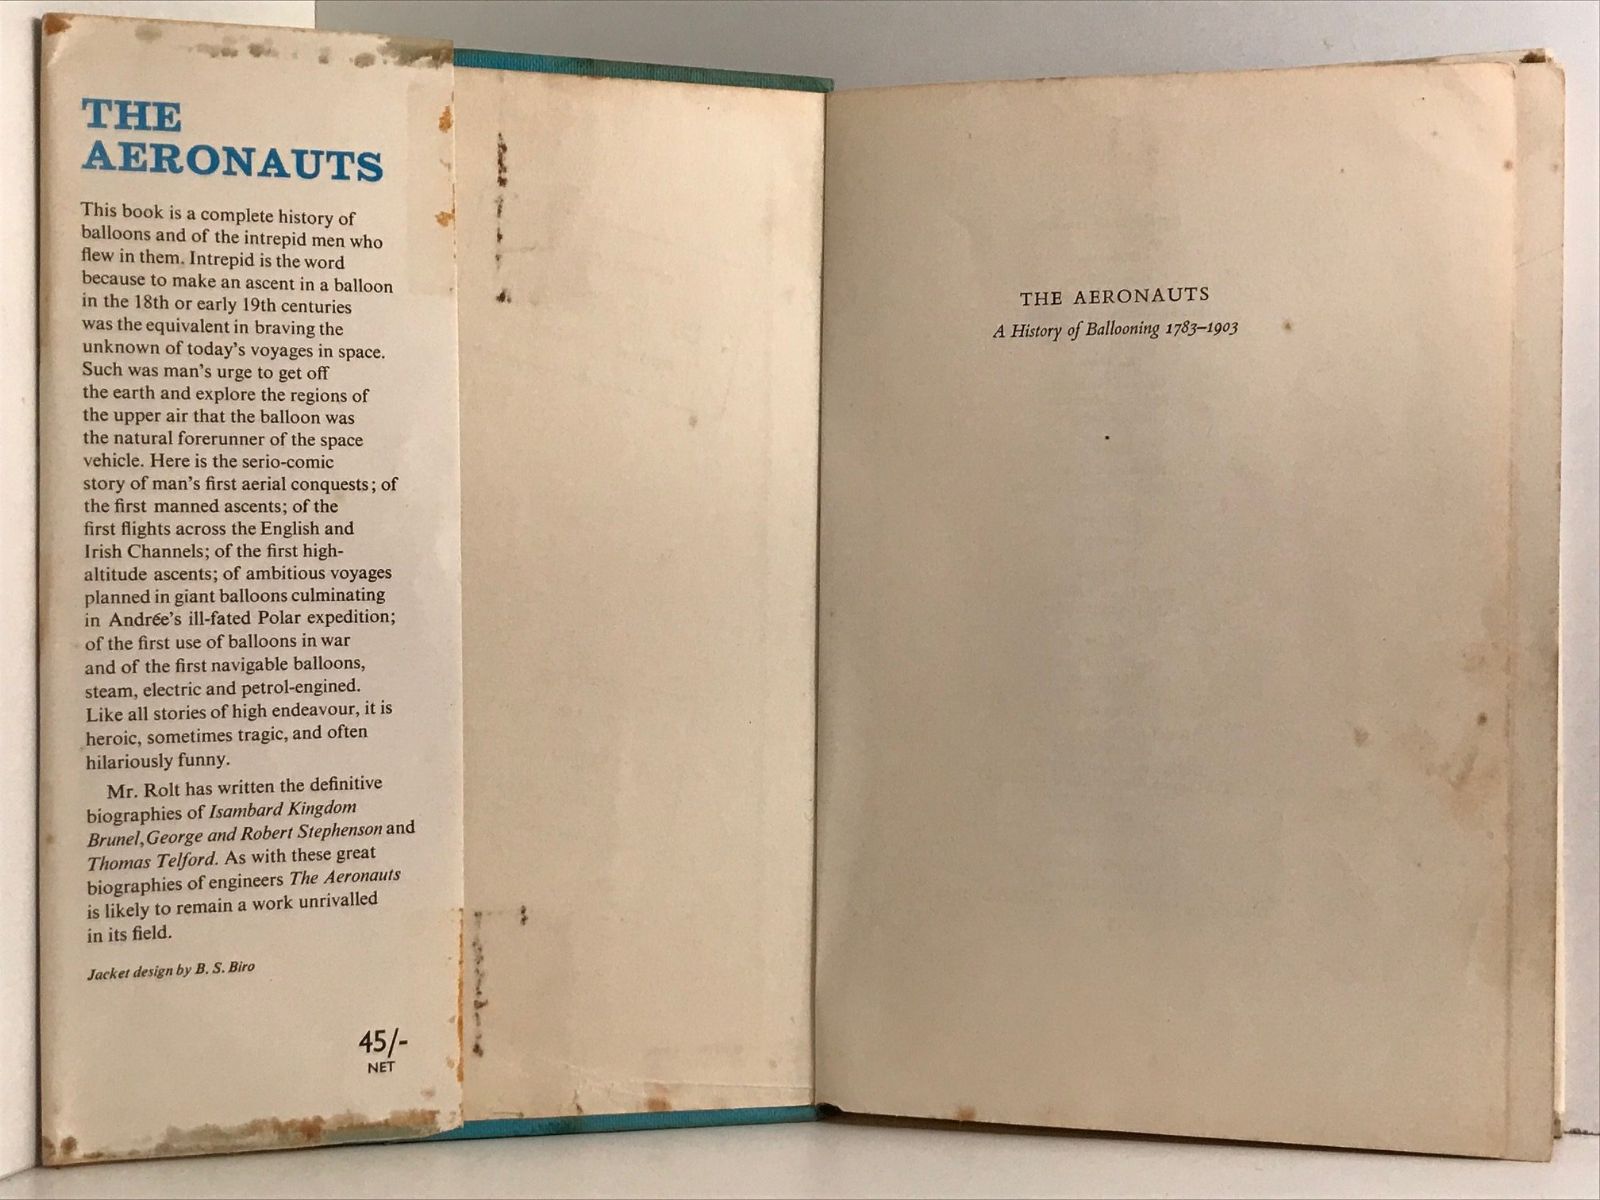 THE
AERONAUTS
This book is a complete history of
balloons and of the intrepid men who
flew in them. Intrepid is the word
because to make an ascent in a balloon
in the 18th or early 19th centuries
was the equivalent in braving the
unknown of today's voyages in space.
Such was man's urge to get off
the earth and explore the regions of
the upper air that the balloon was
the natural forerunner of the space
vehicle. Here is the serio-comic
story of man's first aerial conquests; of
the first manned ascents; of the
first flights across the English and
Irish Channels; of the first high-
altitude ascents; of ambitious voyages
planned in giant balloons culminating
in Andrée's ill-fated Polar expedition;
of the first use of balloons in war
and of the first navigable balloons,
steam, electric and petrol-engined.
Like all stories of high endeavour, it is
heroic, sometimes tragic, and often
hilariously funny.
Mr. Rolt has written the definitive
biographies of Isambard Kingdom
Brunel, George and Robert Stephenson and
Thomas Telford. As with these great
biographies of engineers The Aeronauts
is likely to remain a work unrivalled
in its field.
Jacket design by B. S. Biro
45/-
NET
THE AERONAUTS
A History of Ballooning 1783–1903